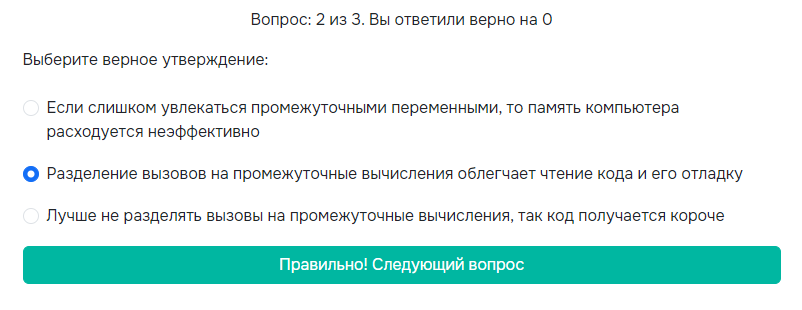 Вопрос: 2 из 3. Вы ответили верно на 0
Выберите верное утверждение:
Если слишком увлекаться промежуточными переменными, то память компьютера
расходуется неэффективно
Разделение вызовов на промежуточные вычисления облегчает чтение кода и его отладку
Лучше не разделять вызовы на промежуточные вычисления, так код получается короче
Правильно! Следующий вопрос